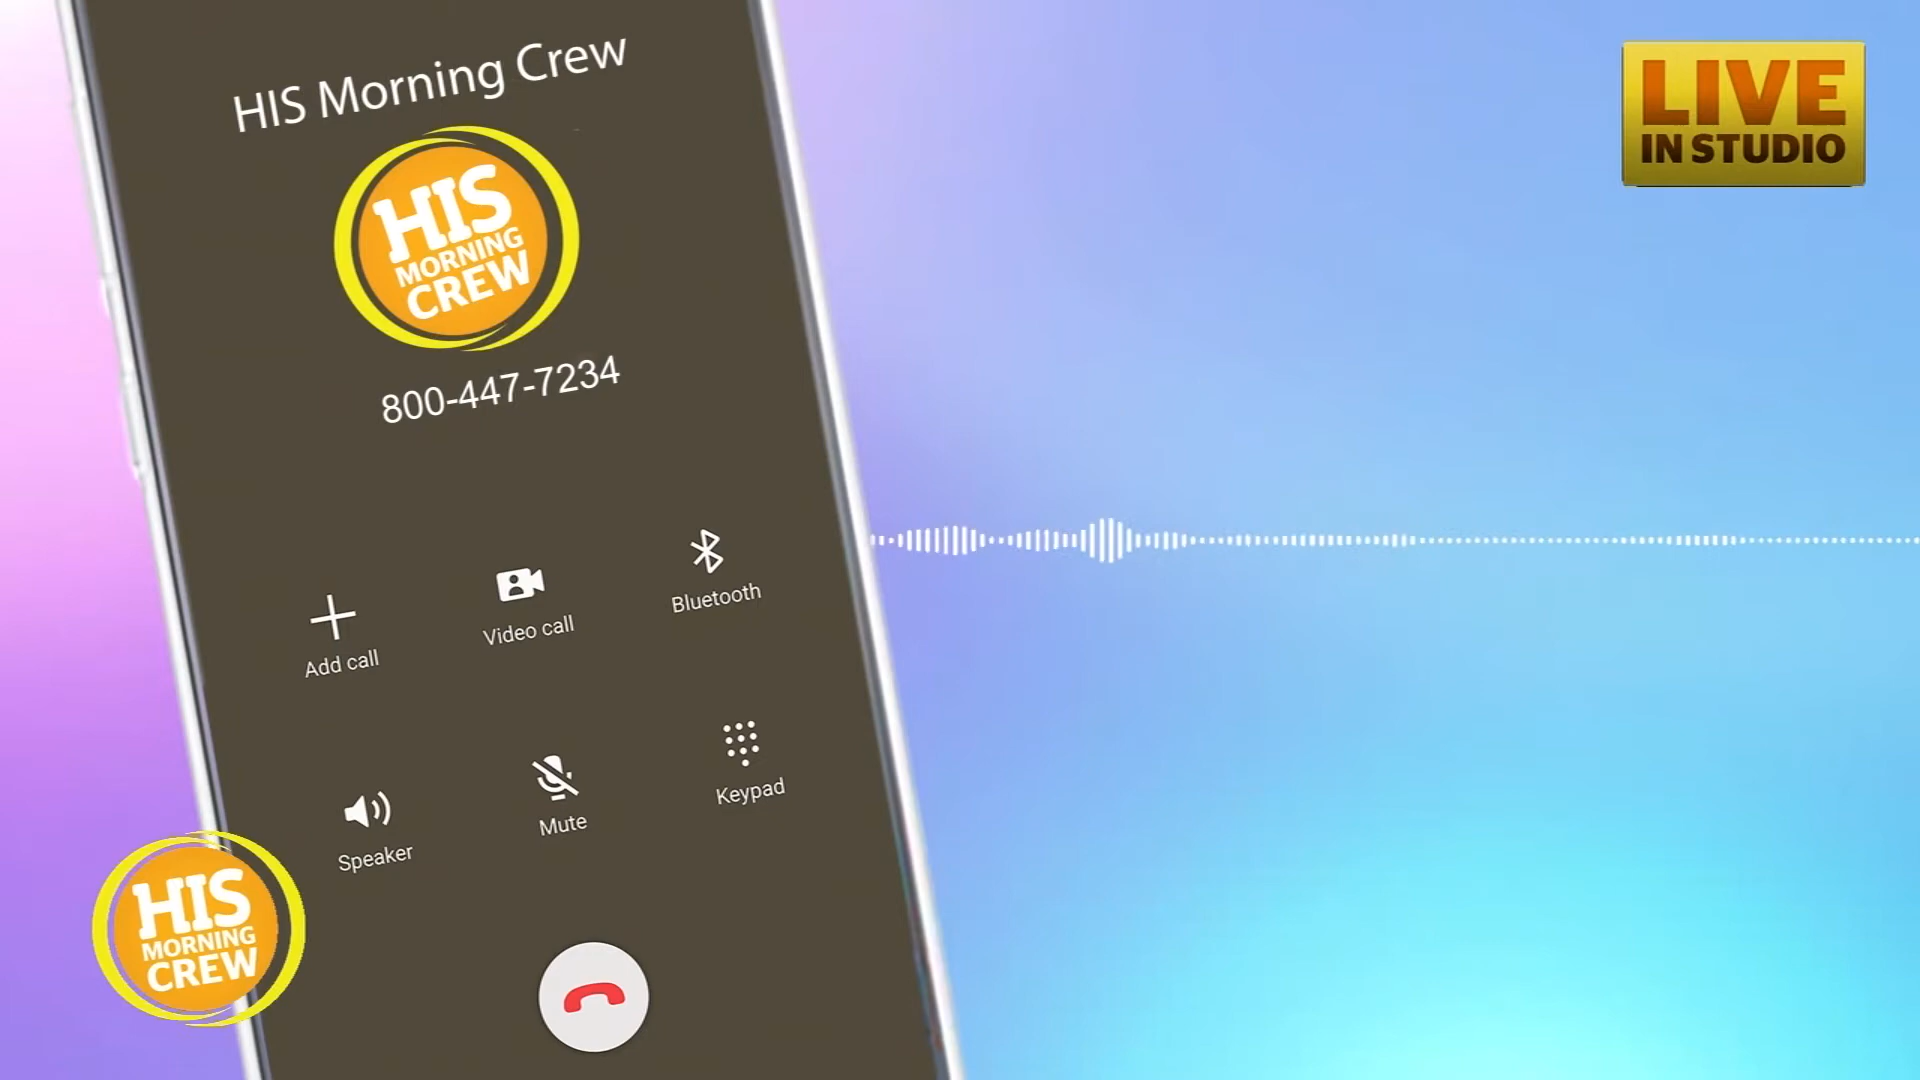 HIS Morning Crew
HIS
MORNING
CREW
800-447-7234
Add call
Video call
Bluetooth
Speaker
Mute
Keypad
HIS
MORNING
CREW
LIVE
IN STUDIO